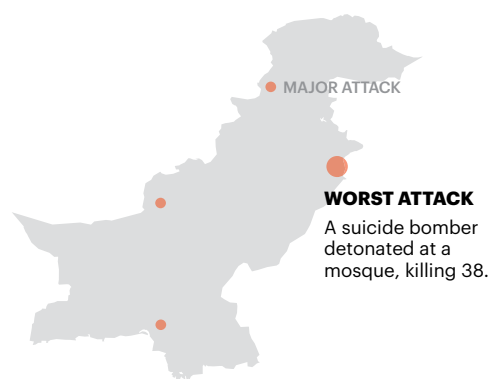 MAJOR ATTACK
WORST ATTACK
A suicide bomber
detonated at a
mosque, killing 38.